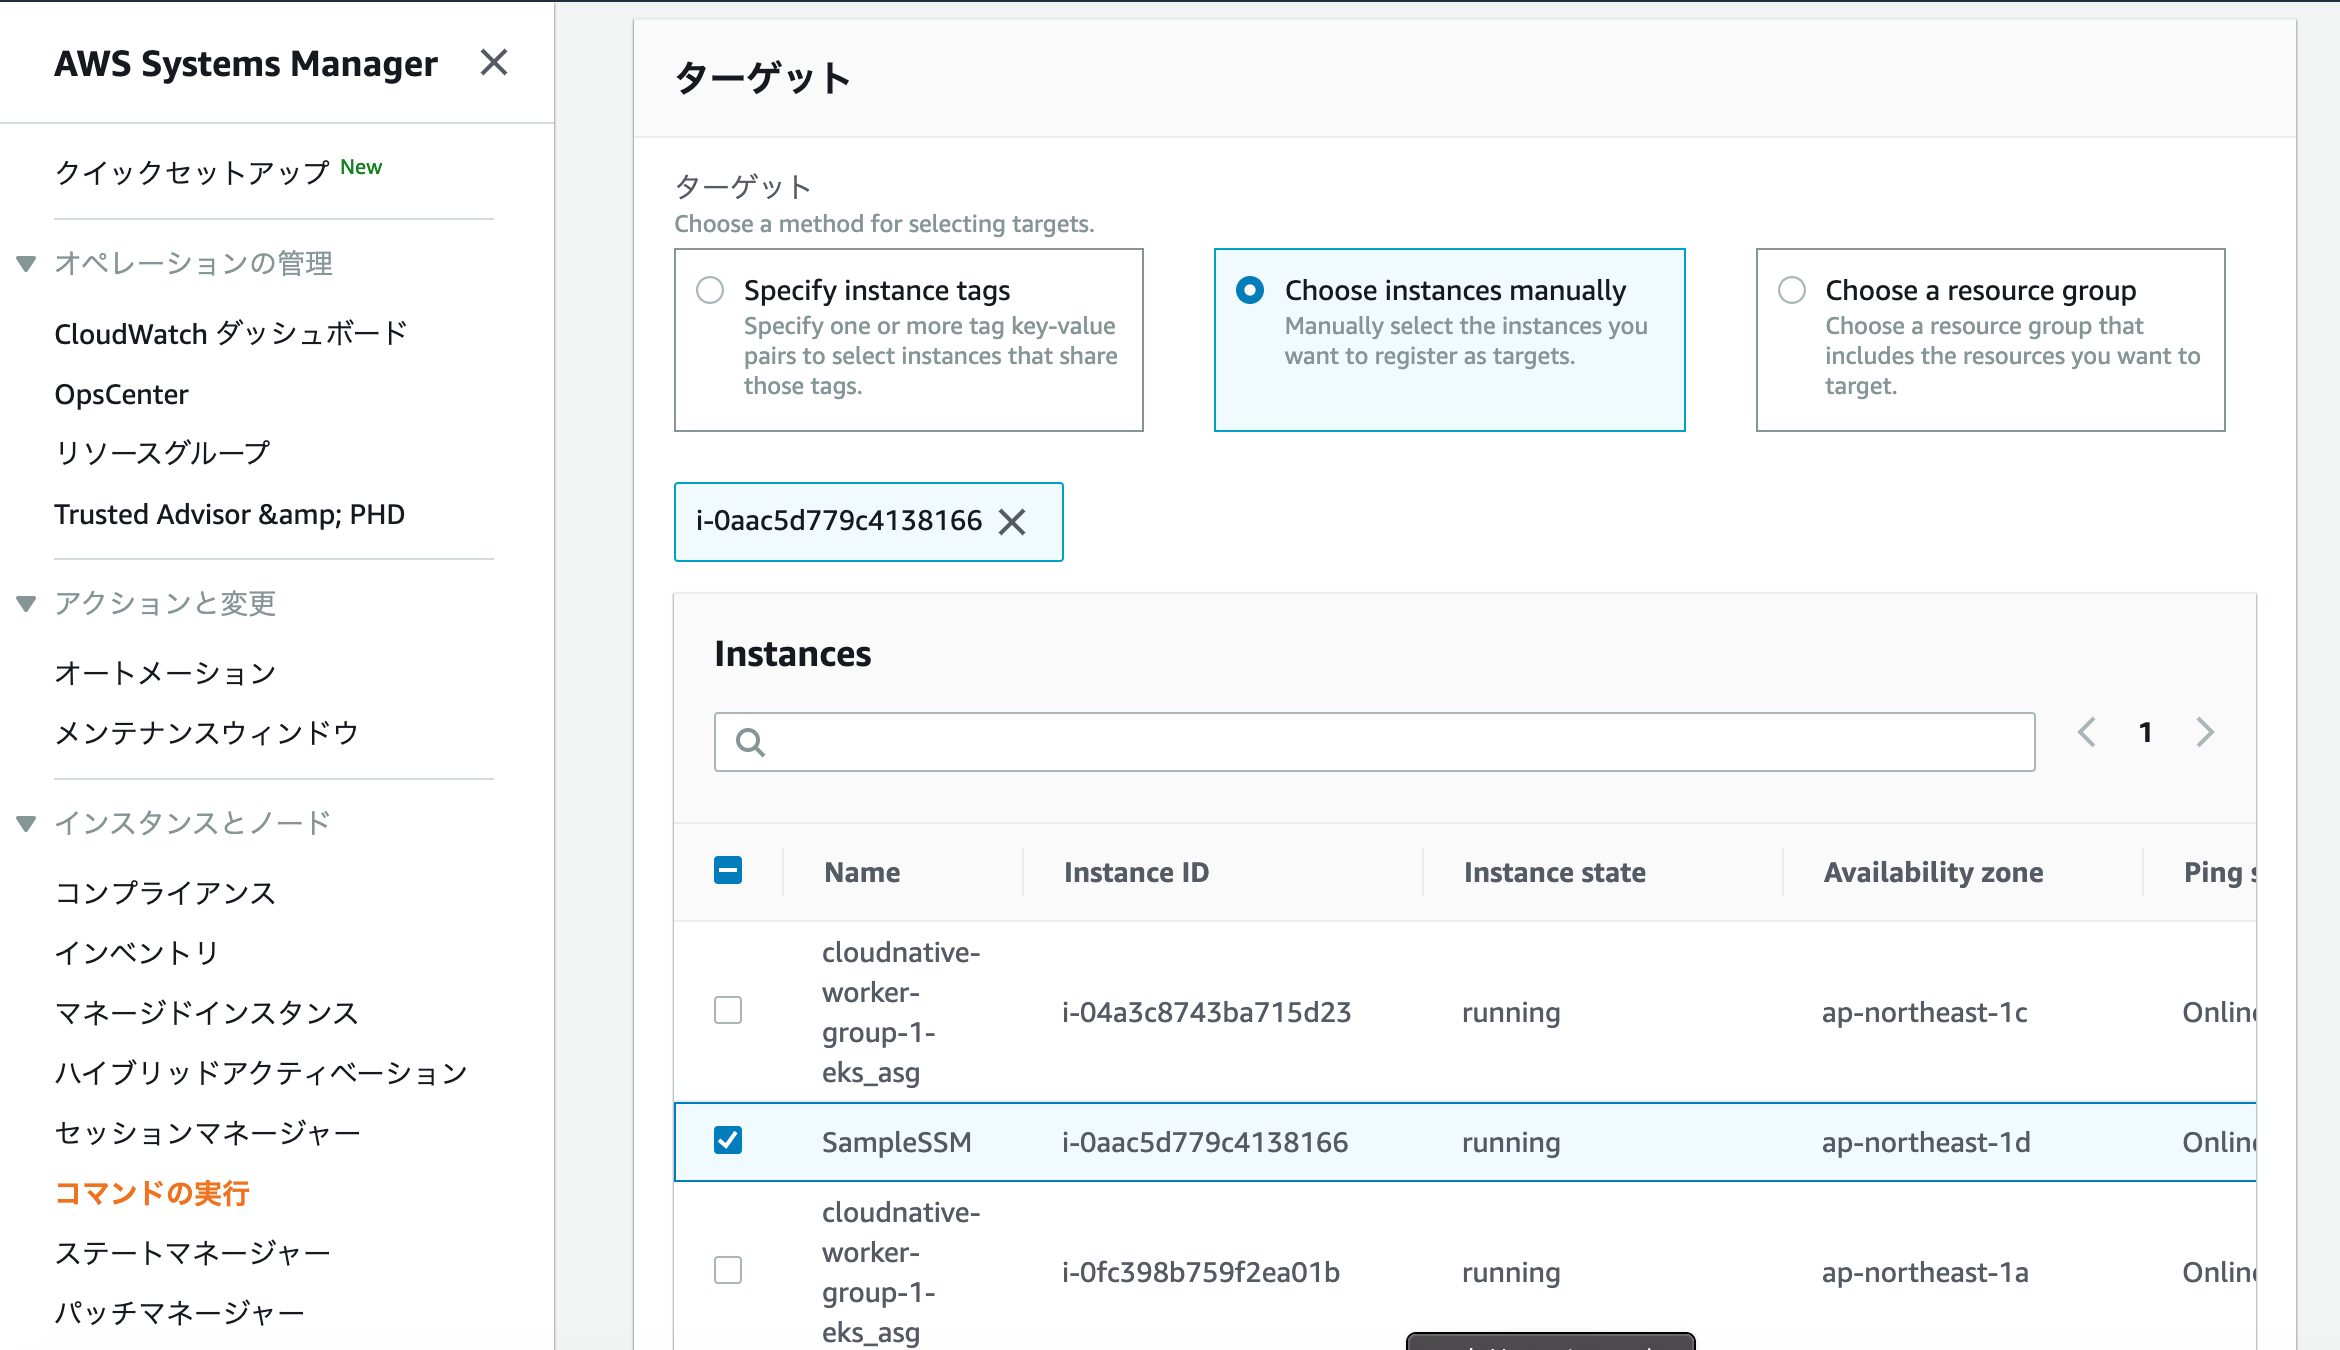 AWS Systems Manager
クイックセットアップ New
オペレーションの管理
CloudWatch ダッシュボード
OpsCenter
リソースグループ
Trusted Advisor &amp; PHD
アクションと変更
オートメーション
メンテナンスウィンドウ
インスタンスとノード
コンプライアンス
インベントリ
マネージドインスタンス
ハイブリッドアクティベーション
セッションマネージャー
コマンドの実行
ステートマネージャー
パッチマネージャー
ターゲット
ターゲット
Choose a method for selecting targets.
Specify instance tags
Specify one or more tag key-value
pairs to select instances that share
those tags.
Choose instances manually
Manually select the instances you
want to register as targets.
Choose a resource group
Choose a resource group that
includes the resources you want to
target.
i-0aac5d779c4138166
Instances
1
Name Instance ID Instance state Availability zone Ping
cloudnative-
worker-
group-1-
eks_asg
i-04a3c8743ba715d23 running ap-northeast-1c
SampleSSM i-0aac5d779c4138166 running ap-northeast-1d
cloudnative-
worker-
group-1-
eks_asg
i-0fc398b759f2ea01b running ap-northeast-1a